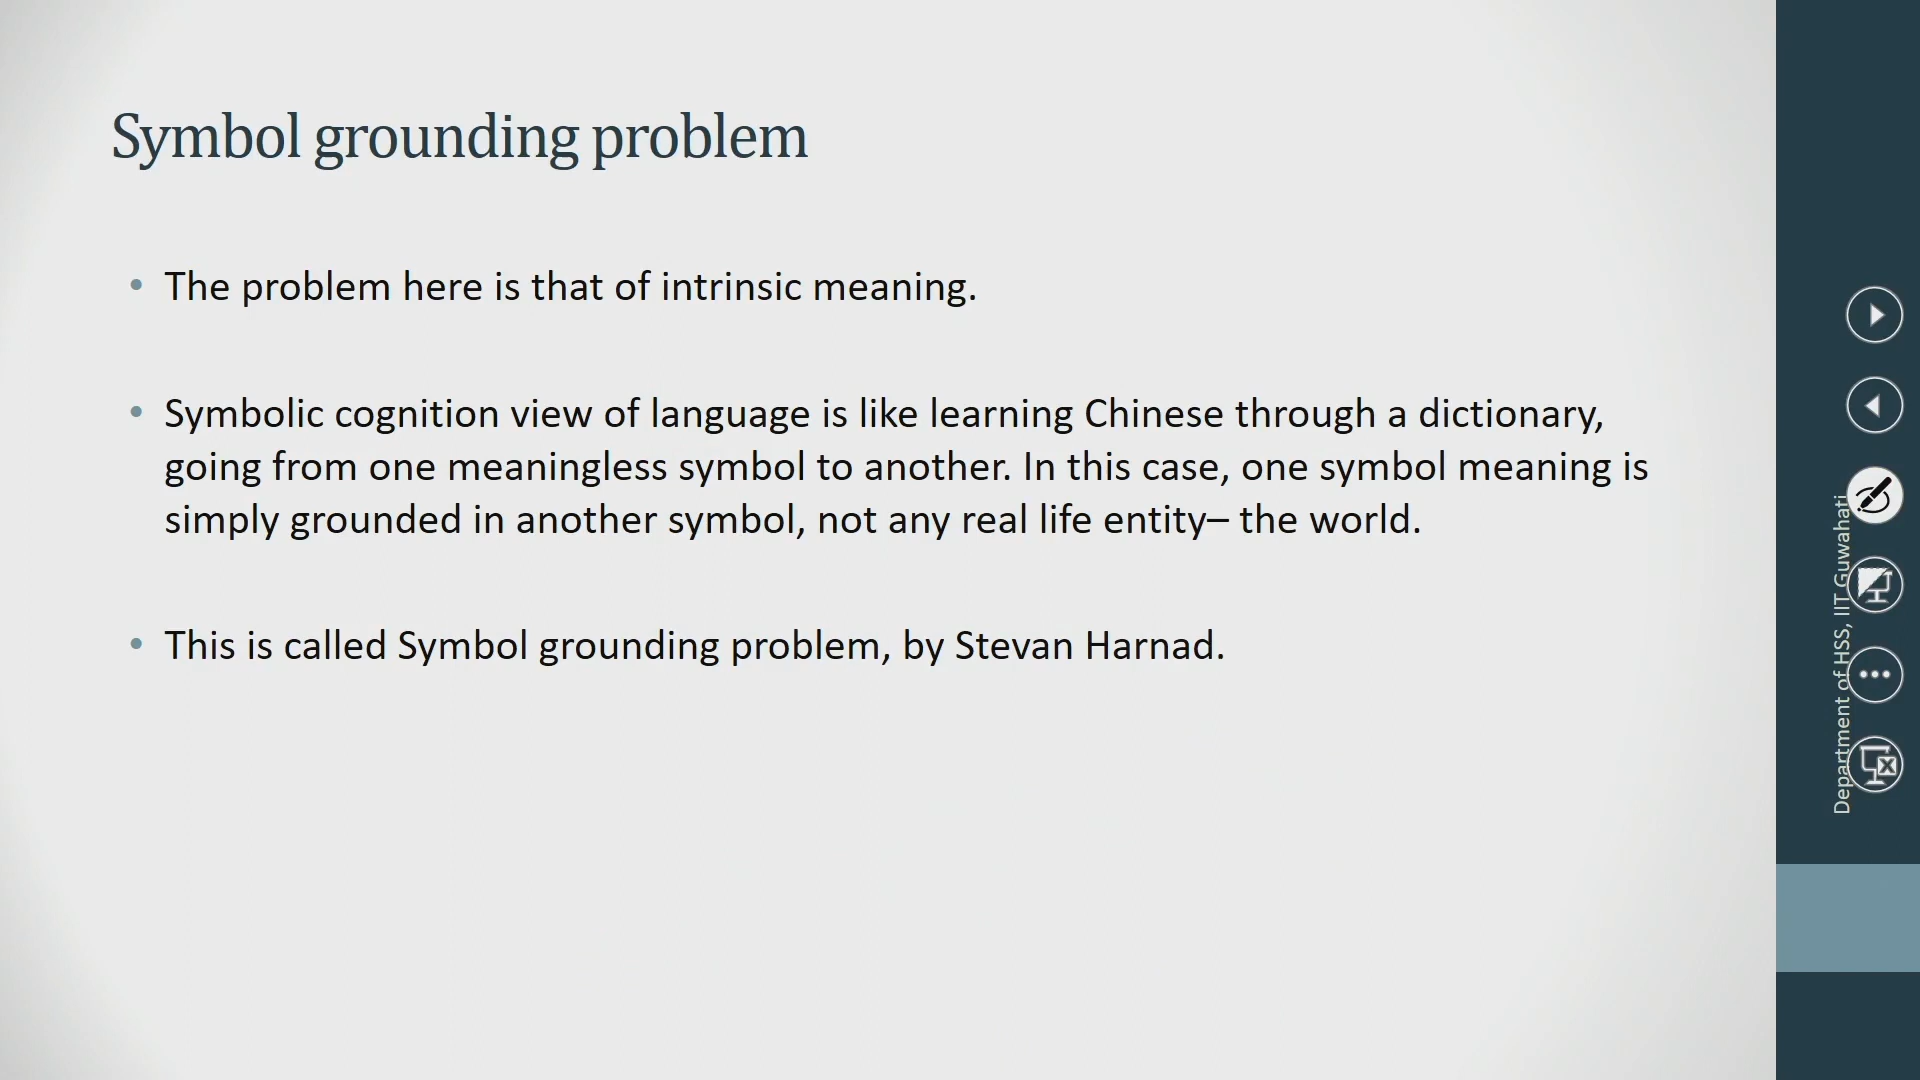 Symbol grounding problem
• The problem here is that of intrinsic meaning.
• Symbolic cognition view of language is like learning Chinese through a dictionary,
going from one meaningless symbol to another. In this case, one symbol meaning is
simply grounded in another symbol, not any real life entity– the world.
• This is called Symbol grounding problem, by Stevan Harnad.
Department of HSS, IIT Guwahati